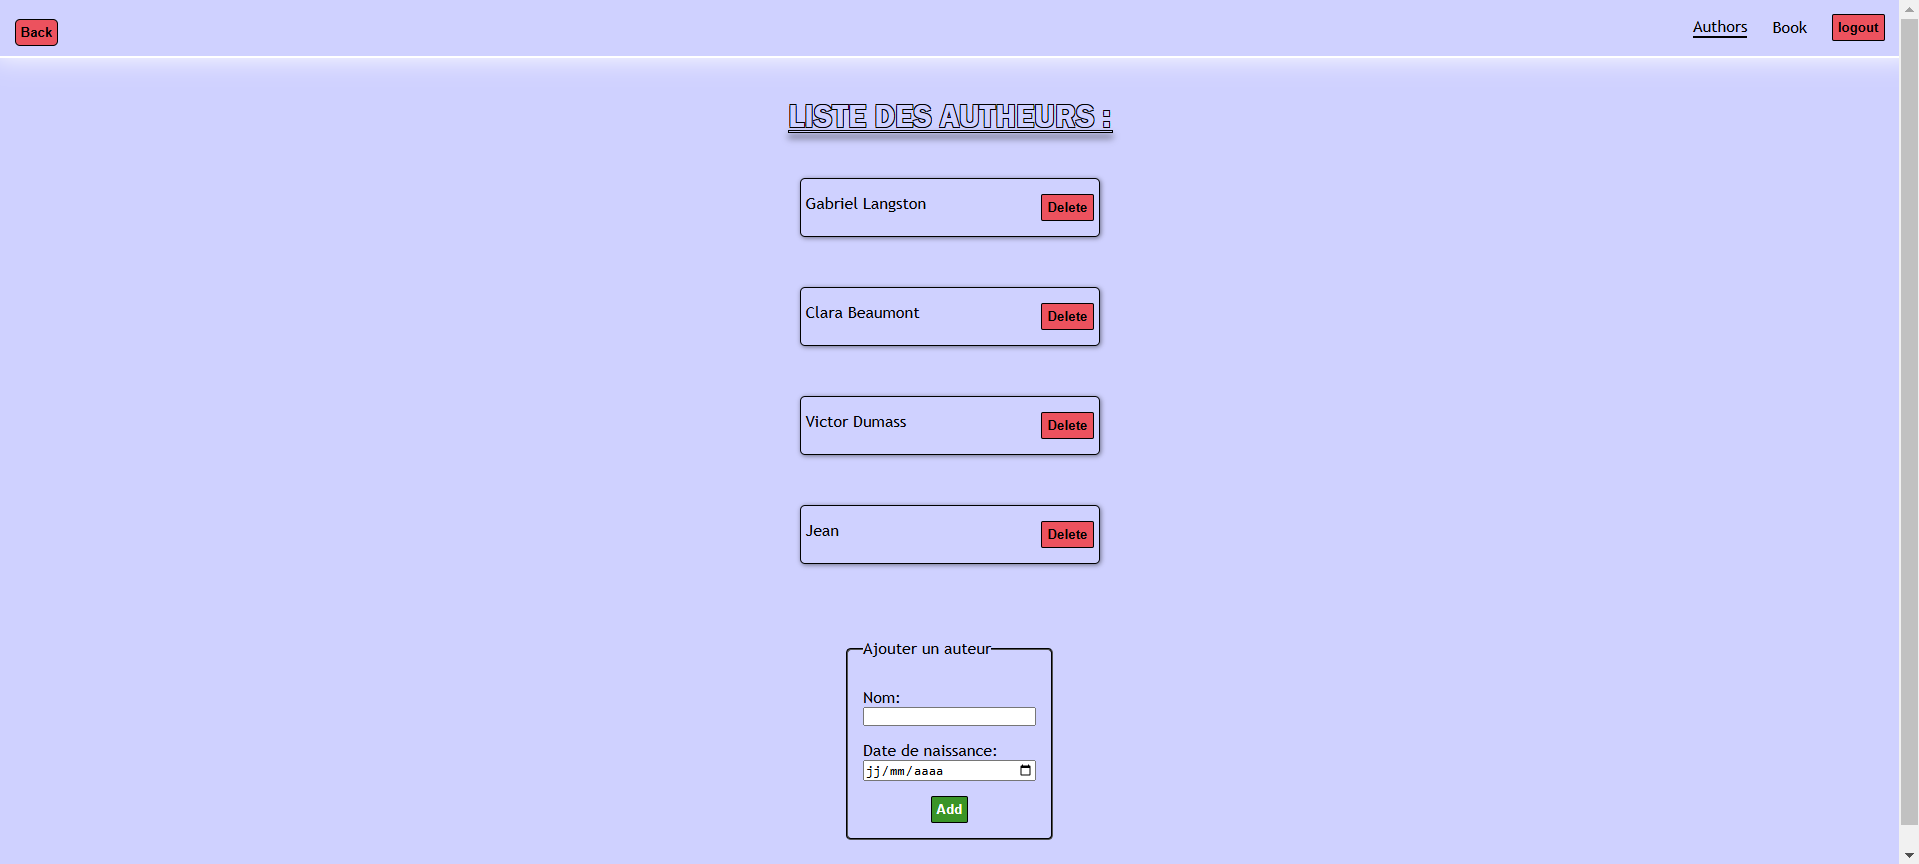 Back
Authors Book logout
LISTE DES AUTHEURS :
Gabriel Langston Delete
Clara Beaumont Delete
Victor Dumass Delete
Jean Delete
Ajouter un auteur
Nom:
Date de naissance:
jj/mm/aaaa
Add